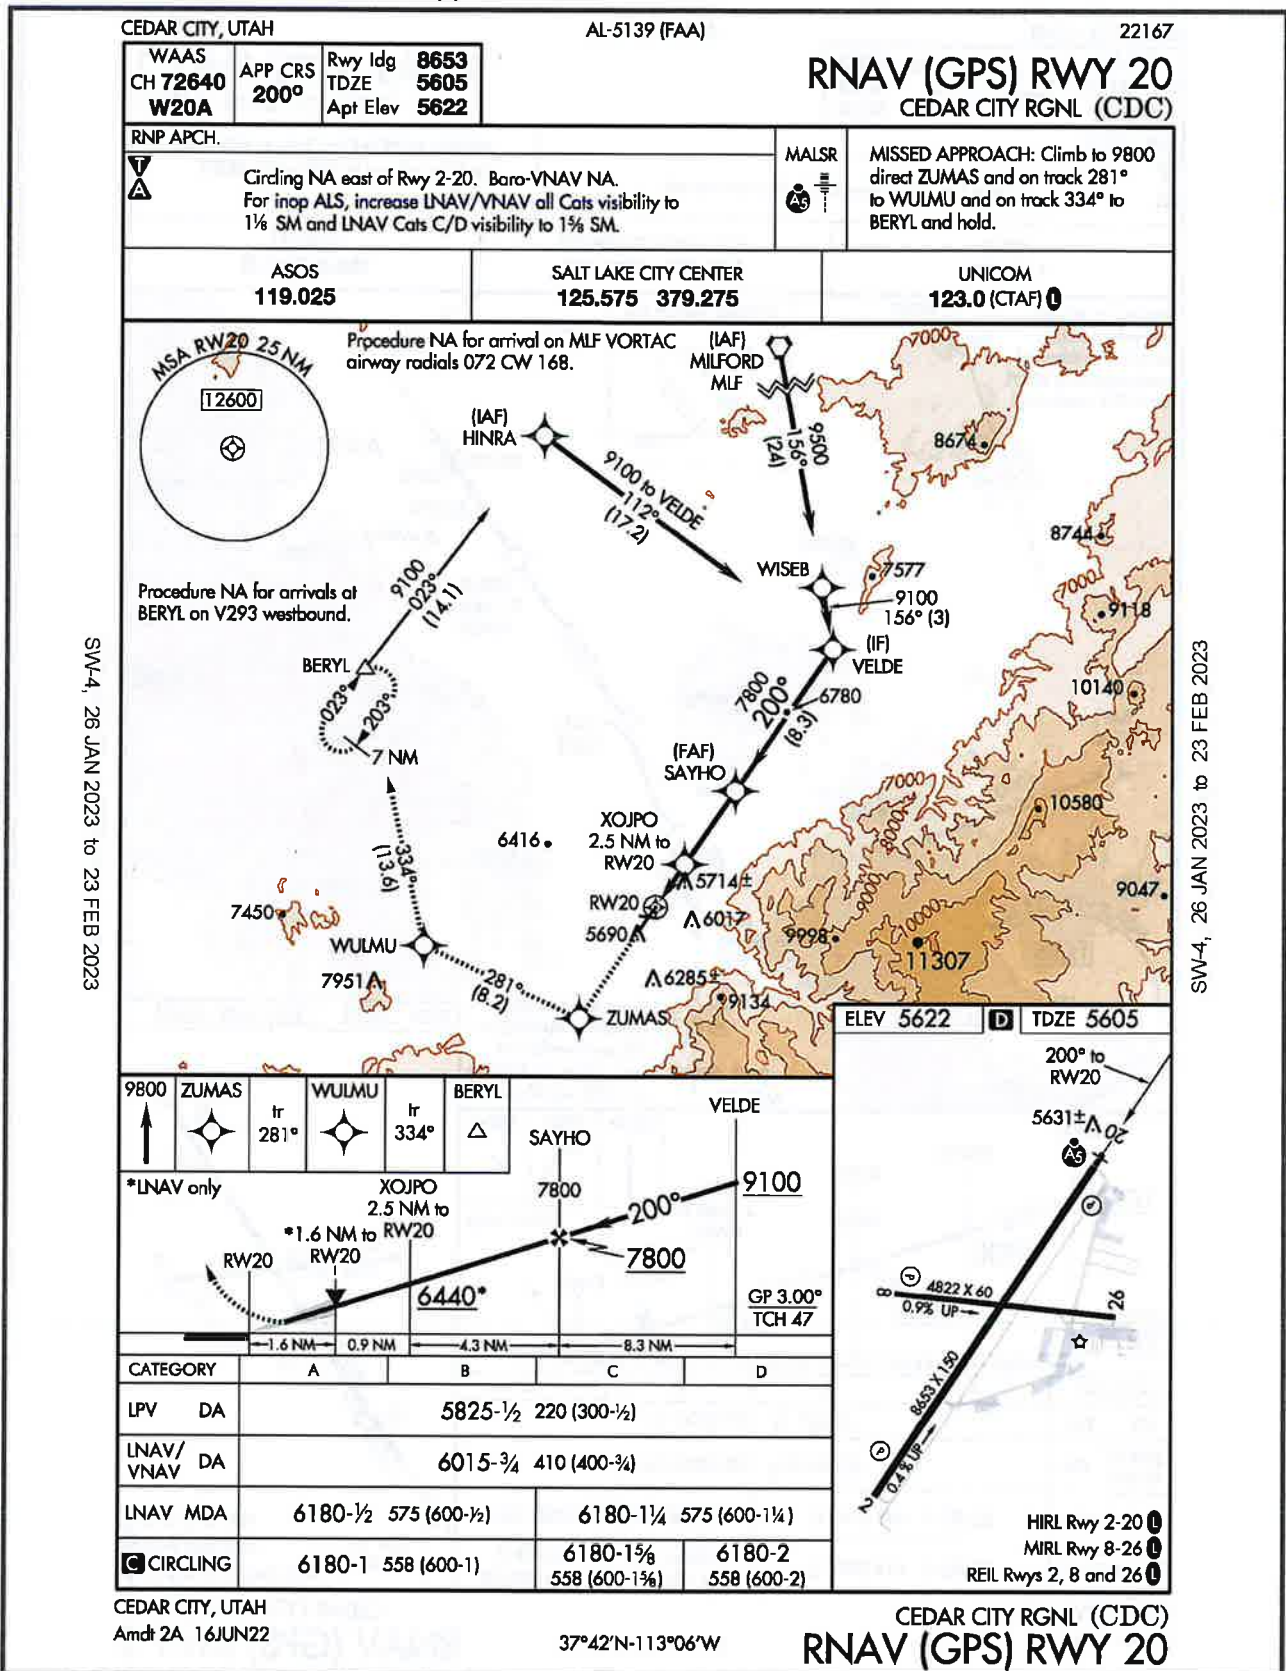 CEDAR CITY, UTAH
AL-5139 (FAA)
22167
WAAS
CH 72640
W20A
APP CRS
200°
Rwy ldg 8653
TDZE 5605
Apt Elev 5622
RNAV (GPS) RWY 20
CEDAR CITY RGNL (CDC)
RNP APCH.
T
A
Circling NA east of Rwy 2-20. Baro-VNAV NA.
For inop ALS, increase LNAV/VNAV all Cats visibility to
1⅛ SM and LNAV Cats C/D visibility to 1⅝ SM.
MALSR
A5
MISSED APPROACH: Climb to 9800
direct ZUMAS and on track 281°
to WULMU and on track 334° to
BERYL and hold.
ASOS
119.025
SALT LAKE CITY CENTER
125.575 379.275
UNICOM
123.0 (CTAF) L
MSA RW20 25 NM
12600
Procedure NA for arrival on MLF VORTAC
airway radials 072 CW 168.
(IAF)
MILFORD
MLF
7000
8674
9500
156°
(24)
(IAF)
HINRA
9100 to VELDE
112°
(17.2)
8744
7000
9118
WISEB
7577
9100
156° (3)
(IF)
VELDE
Procedure NA for arrivals at
BERYL on V293 westbound.
9100
023°
(14.1)
BERYL
023°
203°
7 NM
10140
7800
200°
(8.3)
6780
(FAF)
SAYHO
7000
8000
10580
XOJPO
2.5 NM to
RW20
6416
334°
(13.6)
5714±
9000
9047
RW20
6017
5690
7450
WULMU
10000
9998
11307
7951
281°
(8.2)
6285±
9134
ZUMAS
SW-4, 26 JAN 2023 to 23 FEB 2023
SW-4, 26 JAN 2023 to 23 FEB 2023
ELEV 5622
D
TDZE 5605
200° to
RW20
5631±
20
A5
P
P
8
4822 X 60
0.9% UP
26
8653 X 150
P
0.4% UP
2
HIRL Rwy 2-20 L
MIRL Rwy 8-26 L
REIL Rwys 2, 8 and 26 L
9800
ZUMAS
tr
281°
WULMU
tr
334°
BERYL
VELDE
SAYHO
*LNAV only
XOJPO
2.5 NM to
RW20
*1.6 NM to
RW20
RW20
7800
200°
9100
7800
6440*
GP 3.00°
TCH 47
1.6 NM
0.9 NM
4.3 NM
8.3 NM
CATEGORY A B C D
LPV DA 5825-½ 220 (300-½)
LNAV/
VNAV DA 6015-¾ 410 (400-¾)
LNAV MDA 6180-½ 575 (600-½) 6180-1¼ 575 (600-1¼)
C CIRCLING 6180-1 558 (600-1)
6180-1⅝
558 (600-1⅝)
6180-2
558 (600-2)
CEDAR CITY, UTAH
Amdt 2A 16JUN22
37°42'N-113°06'W
CEDAR CITY RGNL (CDC)
RNAV (GPS) RWY 20